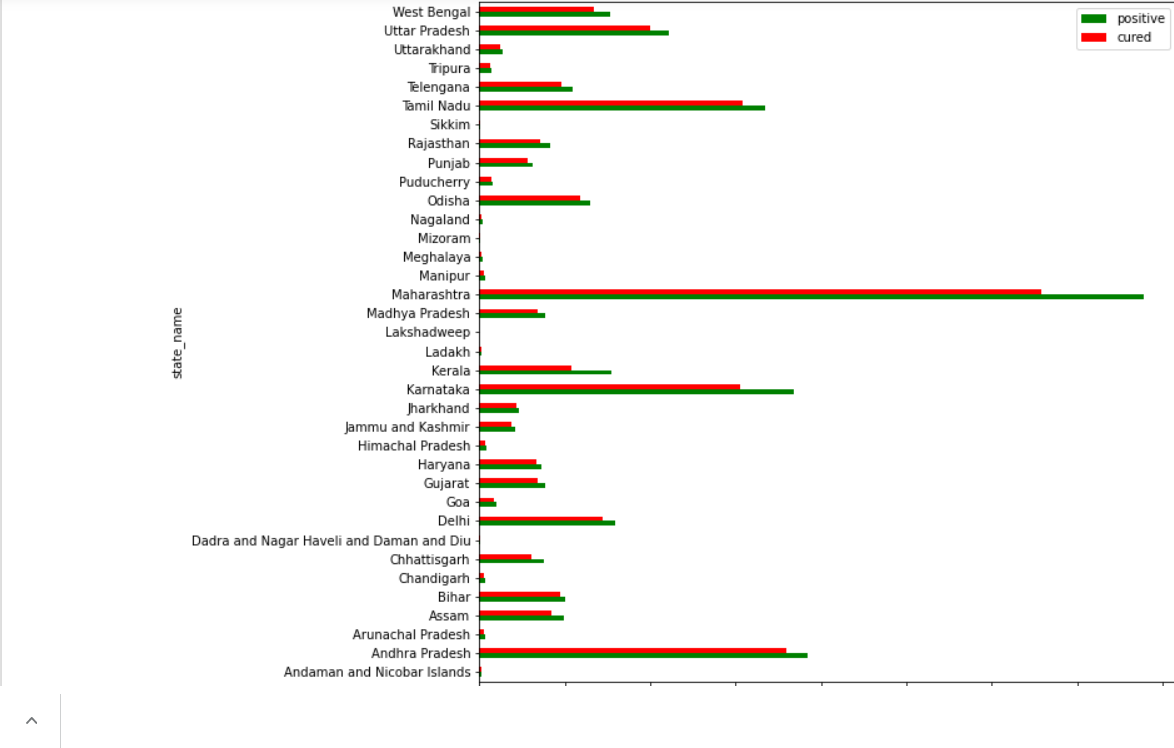 West Bengal
positive
Uttar Pradesh
cured
Uttarakhand
Tripura
Telengana
Tamil Nadu
Sikkim
Rajasthan
Punjab
Puducherry
Odisha
Nagaland
Mizoram
Meghalaya
Manipur
Maharashtra
Madhya Pradesh
Lakshadweep
state_name
Ladakh
Kerala
Karnataka
Jharkhand
Jammu and Kashmir
Himachal Pradesh
Haryana
Gujarat
Goa
Delhi
Dadra and Nagar Haveli and Daman and Diu
Chhattisgarh
Chandigarh
Bihar
Assam
Arunachal Pradesh
Andhra Pradesh
Andaman and Nicobar Islands